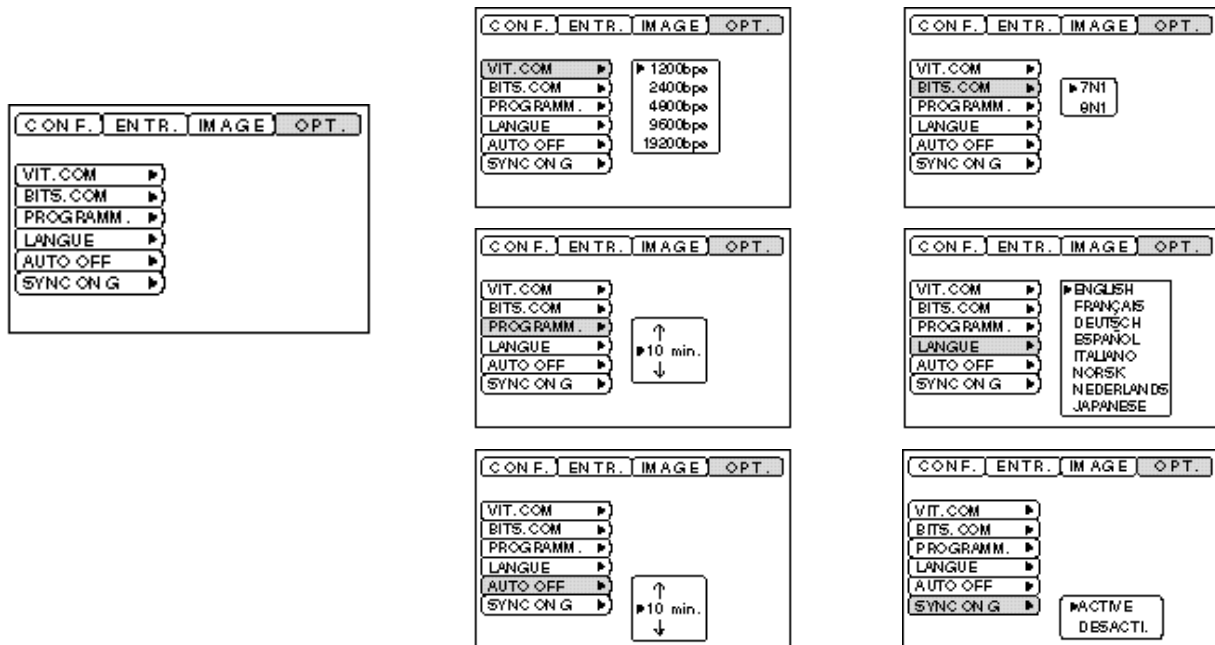 CONF. ENTR. IMAGE OPT.
VIT.COM
BITS.COM
PROGRAMM.
LANGUE
AUTO OFF
SYNC ON G
CONF. ENTR. IMAGE OPT.
VIT.COM 1200bps
BITS.COM 2400bps
PROGRAMM. 4800bps
LANGUE 9600bps
AUTO OFF 19200bps
SYNC ON G
CONF. ENTR. IMAGE OPT.
VIT.COM
BITS.COM 7N1
PROGRAMM. 8N1
LANGUE
AUTO OFF
SYNC ON G
CONF. ENTR. IMAGE OPT.
VIT.COM
BITS.COM
PROGRAMM. ↑
LANGUE 10 min.
AUTO OFF ↓
SYNC ON G
CONF. ENTR. IMAGE OPT.
VIT.COM ENGLISH
BITS.COM FRANÇAIS
PROGRAMM. DEUTSCH
LANGUE ESPAÑOL
AUTO OFF ITALIANO
SYNC ON G NORSK
NEDERLANDS
JAPANESE
CONF. ENTR. IMAGE OPT.
VIT.COM
BITS.COM
PROGRAMM.
LANGUE
AUTO OFF ↑
SYNC ON G 10 min.
↓
CONF. ENTR. IMAGE OPT.
VIT.COM
BITS.COM
PROGRAMM.
LANGUE
AUTO OFF
SYNC ON G ACTIVE
DESACTI.